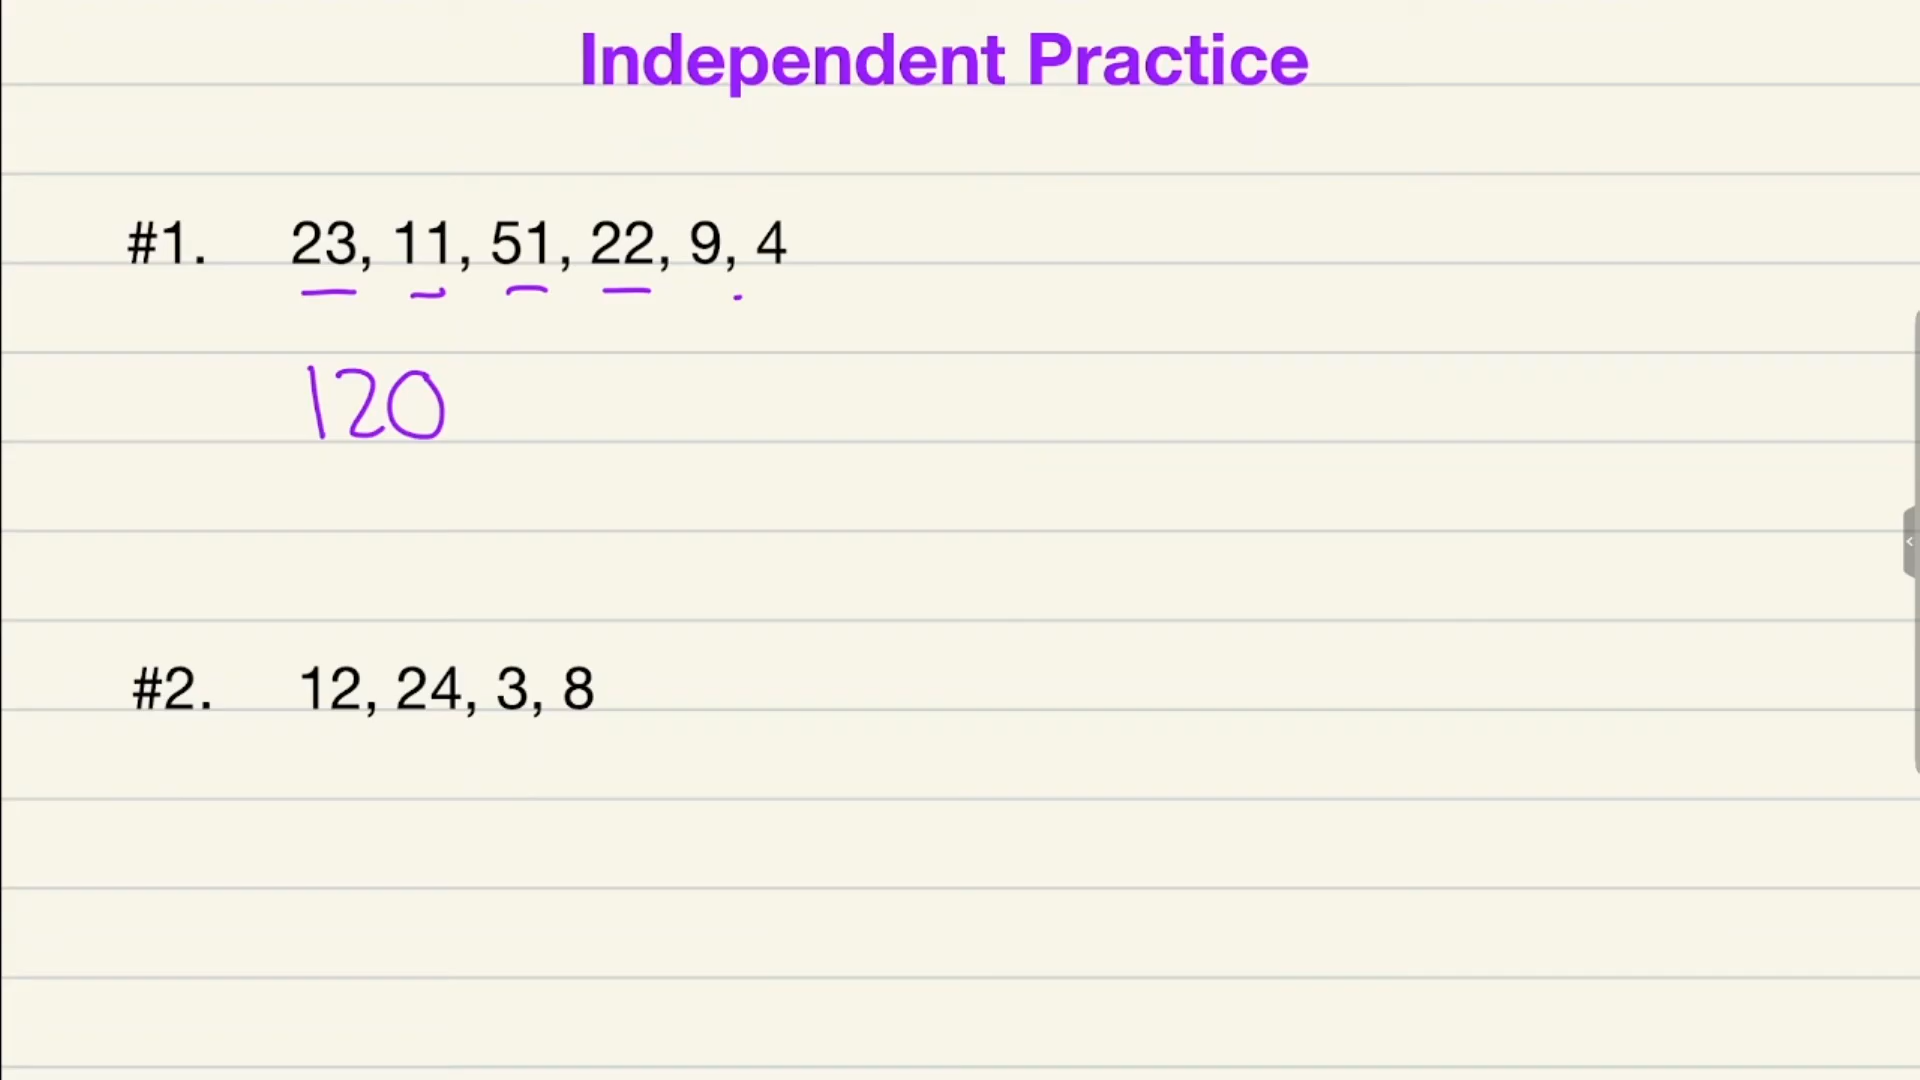 Independent Practice
#1. 23, 11, 51, 22, 9, 4
120
#2. 12, 24, 3, 8